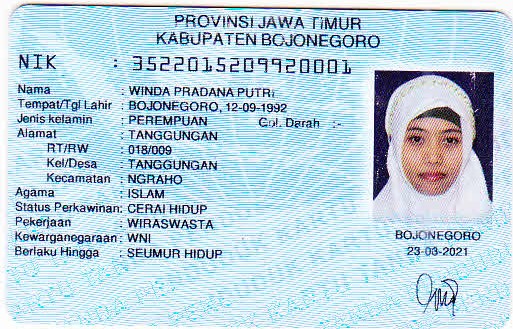 PROVINSI JAWA TIMUR
KABUPATEN BOJONEGORO
NIK : 3522015209920001
Nama : WINDA PRADANA PUTRI
Tempat/Tgl Lahir : BOJONEGORO, 12-09-1992
Jenis kelamin : PEREMPUAN Gol. Darah :-
Alamat : TANGGUNGAN
RT/RW : 018/009
Kel/Desa : TANGGUNGAN
Kecamatan : NGRAHO
Agama : ISLAM
Status Perkawinan: CERAI HIDUP
Pekerjaan : WIRASWASTA
Kewarganegaraan: WNI
Berlaku Hingga : SEUMUR HIDUP
BOJONEGORO
23-03-2021